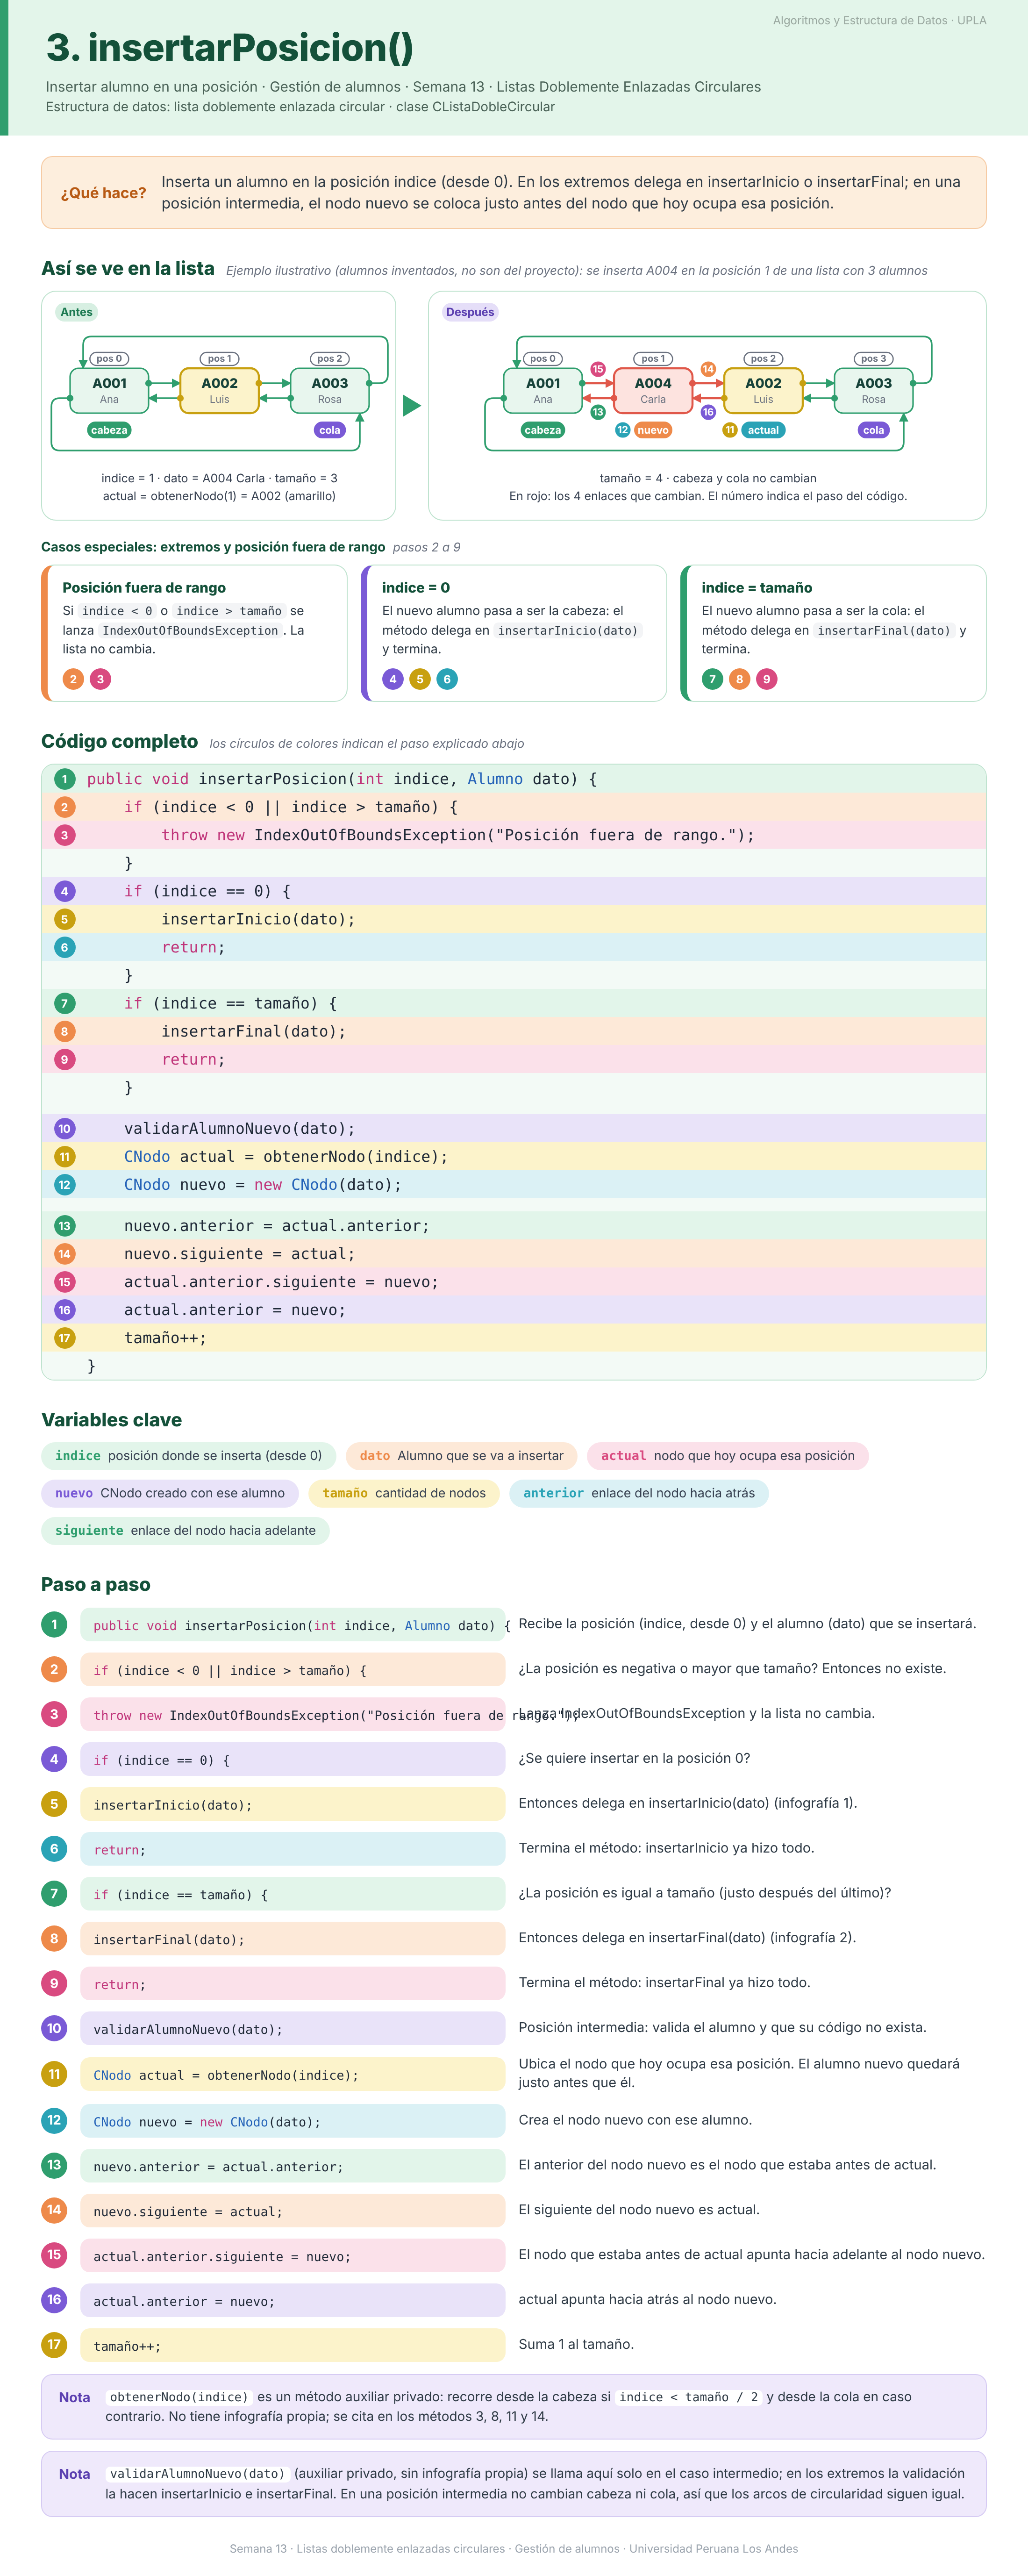 Algoritmos y Estructura de Datos · UPLA
3. insertarPosicion()
Insertar alumno en una posición · Gestión de alumnos · Semana 13 · Listas Doblemente Enlazadas Circulares
Estructura de datos: lista doblemente enlazada circular · clase CListaDobleCircular
¿Qué hace?
Inserta un alumno en la posición indice (desde 0). En los extremos delega en insertarInicio o insertarFinal; en una
posición intermedia, el nodo nuevo se coloca justo antes del nodo que hoy ocupa esa posición.
Así se ve en la lista Ejemplo ilustrativo (alumnos inventados, no son del proyecto): se inserta A004 en la posición 1 de una lista con 3 alumnos
Antes
pos 0 pos 1 pos 2
A001 A002 A003
Ana Luis Rosa
cabeza cola
indice = 1 · dato = A004 Carla · tamaño = 3
actual = obtenerNodo(1) = A002 (amarillo)
Después
pos 0 pos 1 pos 2 pos 3
15 14
A001 A004 A002 A003
Ana Carla Luis Rosa
13 16
cabeza 12 nuevo 11 actual cola
tamaño = 4 · cabeza y cola no cambian
En rojo: los 4 enlaces que cambian. El número indica el paso del código.
Casos especiales: extremos y posición fuera de rango pasos 2 a 9
Posición fuera de rango
Si indice < 0 o indice > tamaño se
lanza IndexOutOfBoundsException. La
lista no cambia.
2 3
indice = 0
El nuevo alumno pasa a ser la cabeza: el
método delega en insertarInicio(dato)
y termina.
4 5 6
indice = tamaño
El nuevo alumno pasa a ser la cola: el
método delega en insertarFinal(dato) y
termina.
7 8 9
Código completo los círculos de colores indican el paso explicado abajo
1 public void insertarPosicion(int indice, Alumno dato) {
2 if (indice < 0 || indice > tamaño) {
3 throw new IndexOutOfBoundsException("Posición fuera de rango.");
}
4 if (indice == 0) {
5 insertarInicio(dato);
6 return;
}
7 if (indice == tamaño) {
8 insertarFinal(dato);
9 return;
}
10 validarAlumnoNuevo(dato);
11 CNodo actual = obtenerNodo(indice);
12 CNodo nuevo = new CNodo(dato);
13 nuevo.anterior = actual.anterior;
14 nuevo.siguiente = actual;
15 actual.anterior.siguiente = nuevo;
16 actual.anterior = nuevo;
17 tamaño++;
}
Variables clave
indice posición donde se inserta (desde 0) dato Alumno que se va a insertar actual nodo que hoy ocupa esa posición
nuevo CNodo creado con ese alumno tamaño cantidad de nodos anterior enlace del nodo hacia atrás
siguiente enlace del nodo hacia adelante
Paso a paso
1 public void insertarPosicion(int indice, Alumno dato) { Recibe la posición (indice, desde 0) y el alumno (dato) que se insertará.
2 if (indice < 0 || indice > tamaño) { ¿La posición es negativa o mayor que tamaño? Entonces no existe.
3 throw new IndexOutOfBoundsException("Posición fuera de rango."); Lanza IndexOutOfBoundsException y la lista no cambia.
4 if (indice == 0) { ¿Se quiere insertar en la posición 0?
5 insertarInicio(dato); Entonces delega en insertarInicio(dato) (infografía 1).
6 return; Termina el método: insertarInicio ya hizo todo.
7 if (indice == tamaño) { ¿La posición es igual a tamaño (justo después del último)?
8 insertarFinal(dato); Entonces delega en insertarFinal(dato) (infografía 2).
9 return; Termina el método: insertarFinal ya hizo todo.
10 validarAlumnoNuevo(dato); Posición intermedia: valida el alumno y que su código no exista.
11 CNodo actual = obtenerNodo(indice); Ubica el nodo que hoy ocupa esa posición. El alumno nuevo quedará
justo antes que él.
12 CNodo nuevo = new CNodo(dato); Crea el nodo nuevo con ese alumno.
13 nuevo.anterior = actual.anterior; El anterior del nodo nuevo es el nodo que estaba antes de actual.
14 nuevo.siguiente = actual; El siguiente del nodo nuevo es actual.
15 actual.anterior.siguiente = nuevo; El nodo que estaba antes de actual apunta hacia adelante al nodo nuevo.
16 actual.anterior = nuevo; actual apunta hacia atrás al nodo nuevo.
17 tamaño++; Suma 1 al tamaño.
Nota obtenerNodo(indice) es un método auxiliar privado: recorre desde la cabeza si indice < tamaño / 2 y desde la cola en caso
contrario. No tiene infografía propia; se cita en los métodos 3, 8, 11 y 14.
Nota validarAlumnoNuevo(dato) (auxiliar privado, sin infografía propia) se llama aquí solo en el caso intermedio; en los extremos la validación
la hacen insertarInicio e insertarFinal. En una posición intermedia no cambian cabeza ni cola, así que los arcos de circularidad siguen igual.
Semana 13 · Listas doblemente enlazadas circulares · Gestión de alumnos · Universidad Peruana Los Andes